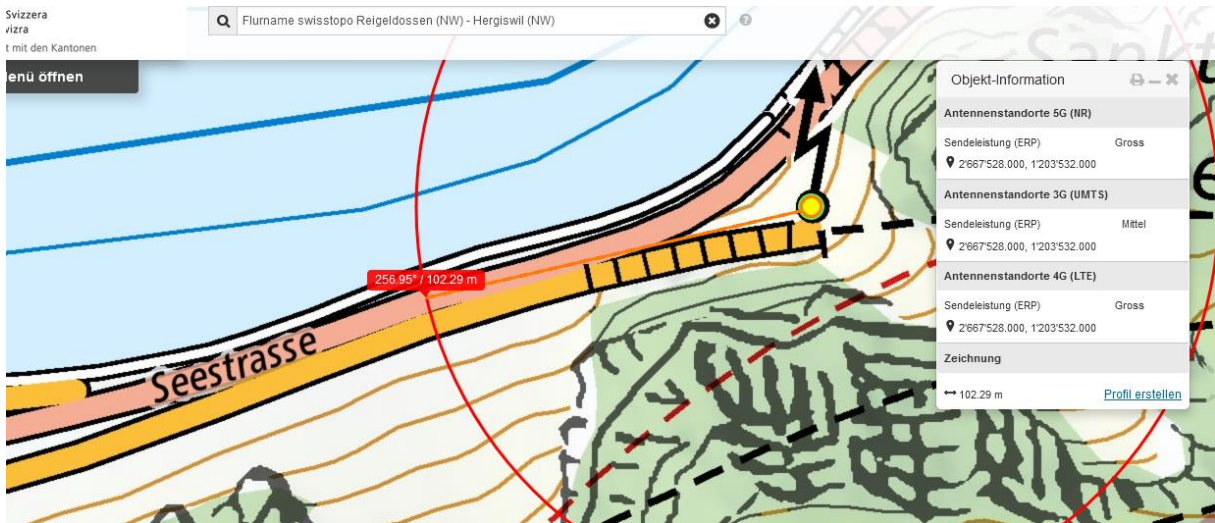 Svizzera
vizra
t mit den Kantonen
Flurname swisstopo Reigeldossen (NW) - Hergiswil (NW)
Sankt
enü öffnen
Objekt-Information
Antennenstandorte 5G (NR)
Sendeleistung (ERP) Gross
2'667'528.000, 1'203'532.000
Antennenstandorte 3G (UMTS)
Sendeleistung (ERP) Mittel
2'667'528.000, 1'203'532.000
Antennenstandorte 4G (LTE)
Sendeleistung (ERP) Gross
2'667'528.000, 1'203'532.000
Zeichnung
102.29 m Profil erstellen
256.95° / 102.29 m
Seestrasse